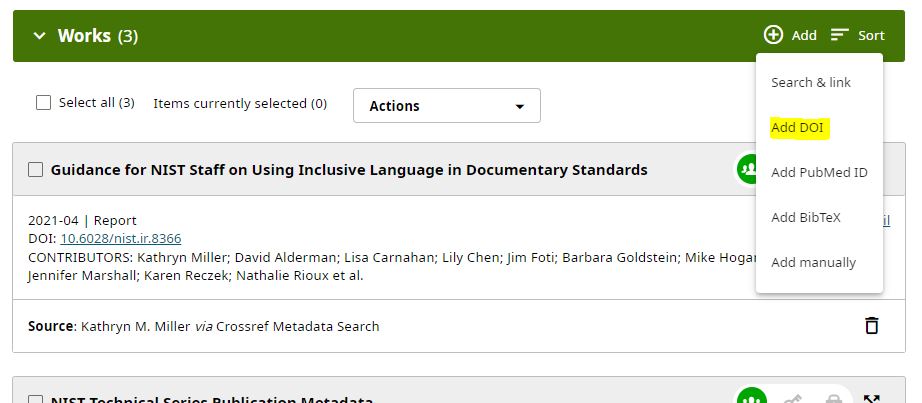 Works (3)
Add
Sort
Select all (3)
Items currently selected (0)
Actions
Search & link
Add DOI
Add PubMed ID
Add BibTeX
Add manually
Guidance for NIST Staff on Using Inclusive Language in Documentary Standards
2021-04 | Report
il
DOI: 10.6028/nist.ir.8366
CONTRIBUTORS: Kathryn Miller; David Alderman; Lisa Carnahan; Lily Chen; Jim Foti; Barbara Goldstein; Mike Hogan
Jennifer Marshall; Karen Reczek; Nathalie Rioux et al.
Source: Kathryn M. Miller via Crossref Metadata Search
NIST Technical Series Publication Metadata